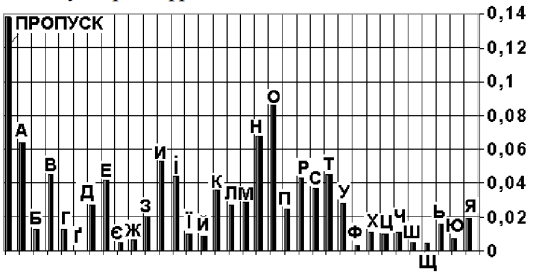 ПРОПУСК
А
Б
В
Г
Ґ
Д
Е
Є
Ж
З
И
І
Ї
Й
К
Л
М
Н
О
П
Р
С
Т
У
Ф
Х
Ц
Ч
Ш
Щ
Ь
Ю
Я
0,14
0,12
0,1
0,08
0,06
0,04
0,02
0